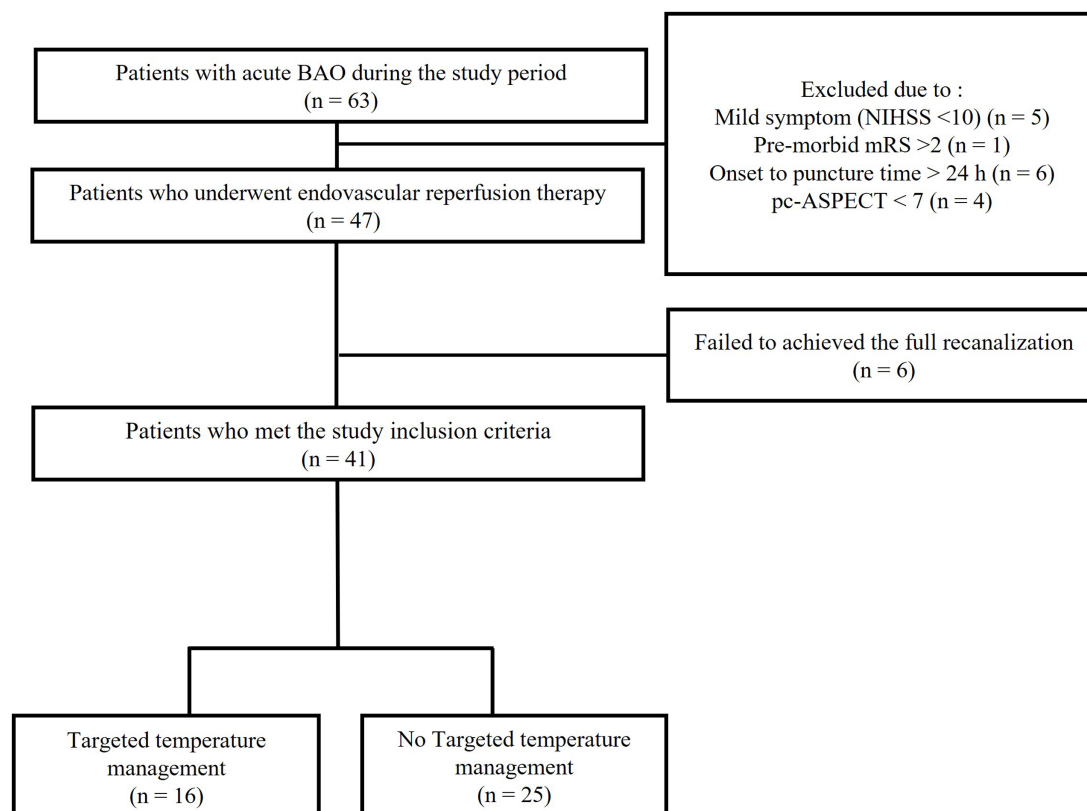 Patients with acute BAO during the study period
(n = 63)
Excluded due to :
Mild symptom (NIHSS <10) (n = 5)
Pre-morbid mRS >2 (n = 1)
Onset to puncture time > 24 h (n = 6)
pc-ASPECT < 7 (n = 4)
Patients who underwent endovascular reperfusion therapy
(n = 47)
Failed to achieved the full recanalization
(n = 6)
Patients who met the study inclusion criteria
(n = 41)
Targeted temperature
management
(n = 16)
No Targeted temperature
management
(n = 25)